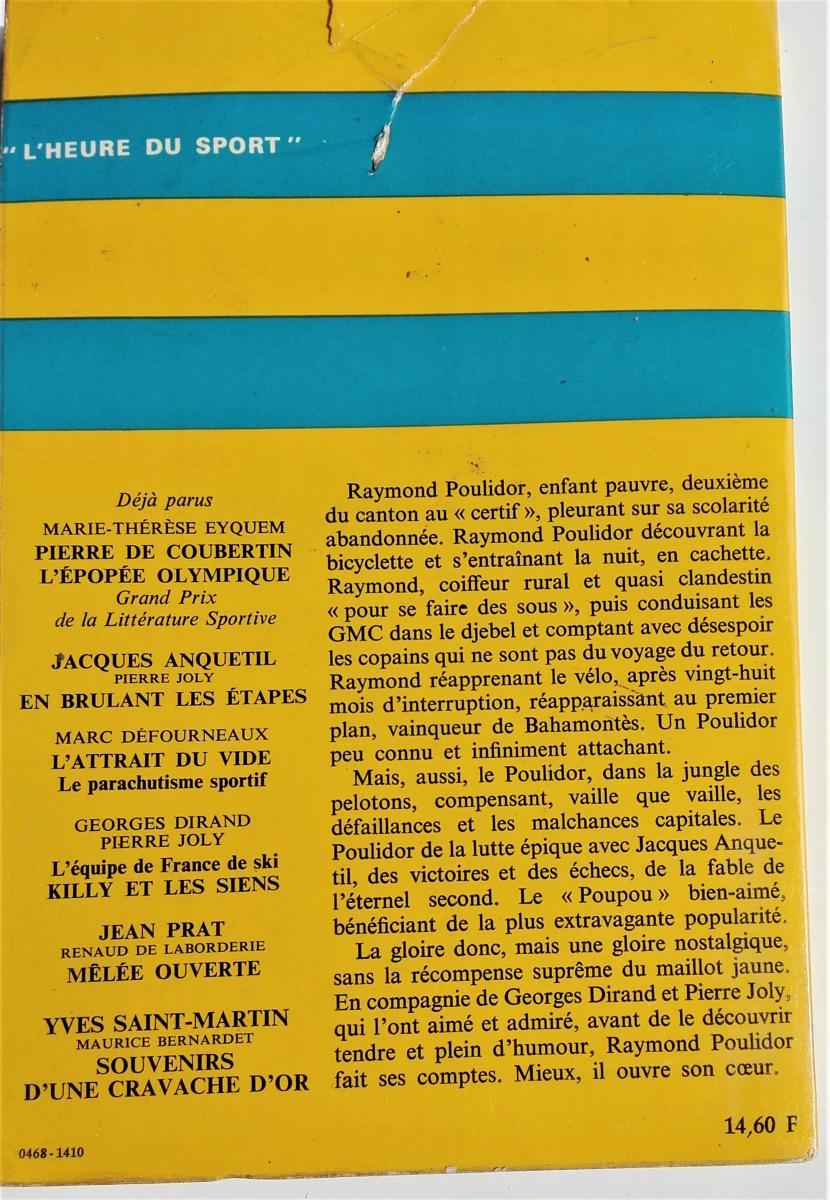 "L'HEURE DU SPORT"
Déjà parus
MARIE-THÉRÈSE EYQUEM
PIERRE DE COUBERTIN
L'ÉPOPÉE OLYMPIQUE
Grand Prix
de la Littérature Sportive
JACQUES ANQUETIL
PIERRE JOLY
EN BRULANT LES ÉTAPES
MARC DÉFOURNEAUX
L'ATTRAIT DU VIDE
Le parachutisme sportif
GEORGES DIRAND
PIERRE JOLY
L'équipe de France de ski
KILLY ET LES SIENS
JEAN PRAT
RENAUD DE LABORDERIE
MÊLÉE OUVERTE
YVES SAINT-MARTIN
MAURICE BERNARDET
SOUVENIRS
D'UNE CRAVACHE D'OR
0468-1410
Raymond Poulidor, enfant pauvre, deuxième
du canton au « certif », pleurant sur sa scolarité
abandonnée. Raymond Poulidor découvrant la
bicyclette et s'entraînant la nuit, en cachette.
Raymond, coiffeur rural et quasi clandestin
« pour se faire des sous », puis conduisant les
GMC dans le djebel et comptant avec désespoir
les copains qui ne sont pas du voyage du retour.
Raymond réapprenant le vélo, après vingt-huit
mois d'interruption, réapparaissant au premier
plan, vainqueur de Bahamontès. Un Poulidor
peu connu et infiniment attachant.
Mais, aussi, le Poulidor, dans la jungle des
pelotons, compensant, vaille que vaille, les
défaillances et les malchances capitales. Le
Poulidor de la lutte épique avec Jacques Anque-
til, des victoires et des échecs, de la fable de
l'éternel second. Le « Poupou » bien-aimé,
bénéficiant de la plus extravagante popularité.
La gloire donc, mais une gloire nostalgique,
sans la récompense suprême du maillot jaune.
En compagnie de Georges Dirand et Pierre Joly,
qui l'ont aimé et admiré, avant de le découvrir
tendre et plein d'humour, Raymond Poulidor
fait ses comptes. Mieux, il ouvre son cœur.
14,60 F